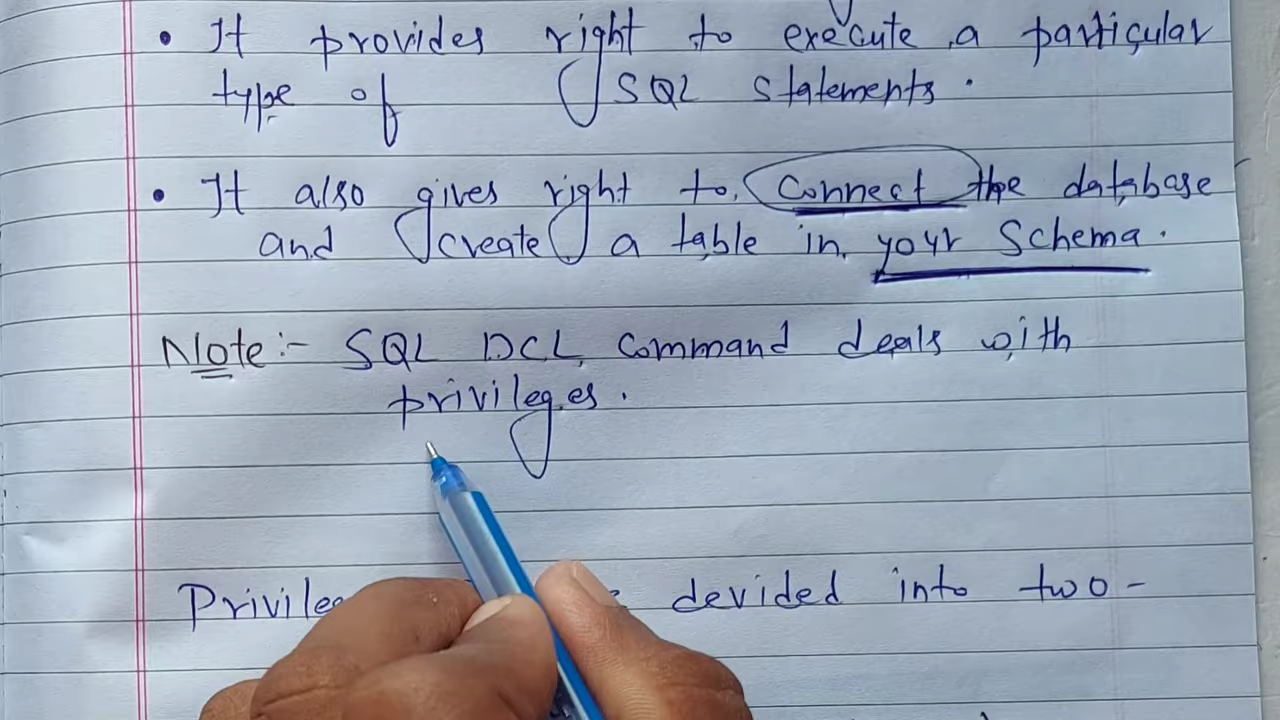 • It provides right to execute a particular
type of SQL statements.
• It also gives right to connect the database
and create a table in your Schema.
Note:- SQL DCL command deals with
privileges.
devided into two-